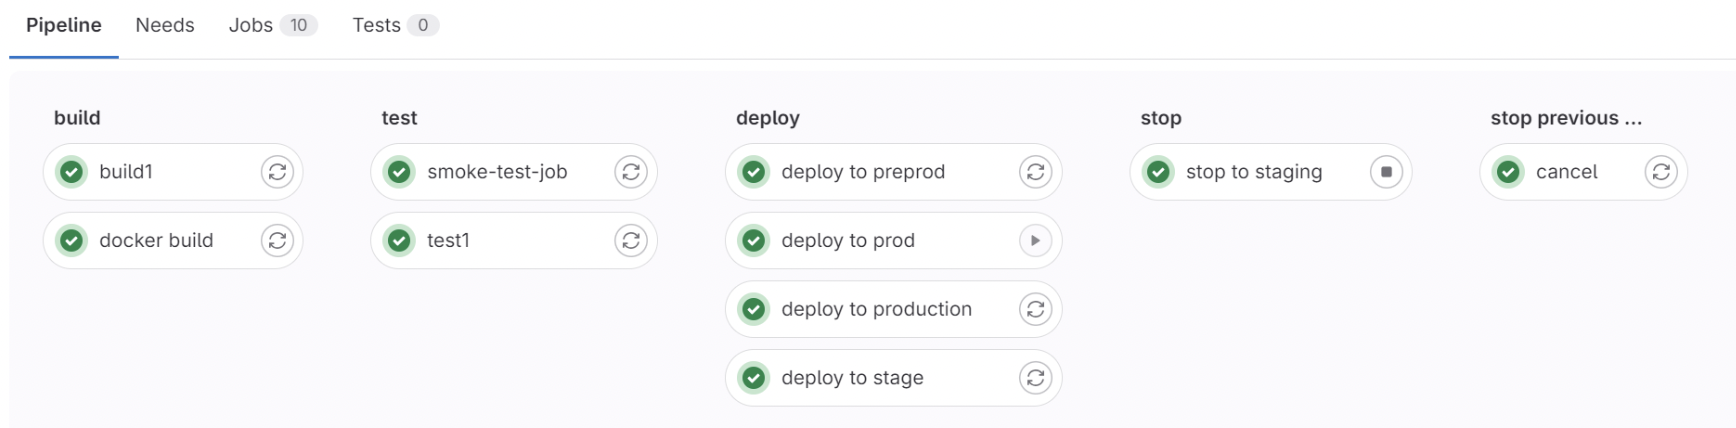 Pipeline Needs Jobs 10 Tests 0
build
build1
docker build
test
smoke-test-job
test1
deploy
deploy to preprod
deploy to prod
deploy to production
deploy to stage
stop
stop to staging
stop previous ...
cancel